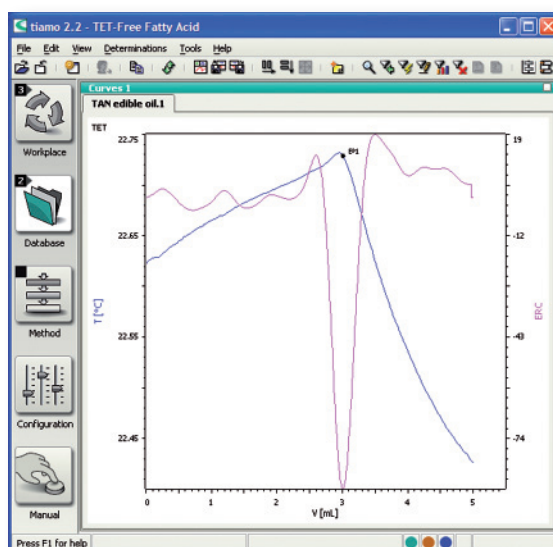 tiamo 2.2 - TET-Free Fatty Acid
File Edit View Determinations Tools Help
3
Workplace
2
Database
Method
Configuration
Manual
Curves 1
TAN edible oil.1
TET
22.75
22.65
22.55
22.45
T [°C]
EP1
19
-12
-43
-74
ERC
0 1 2 3 4 5
V [mL]
Press F1 for help